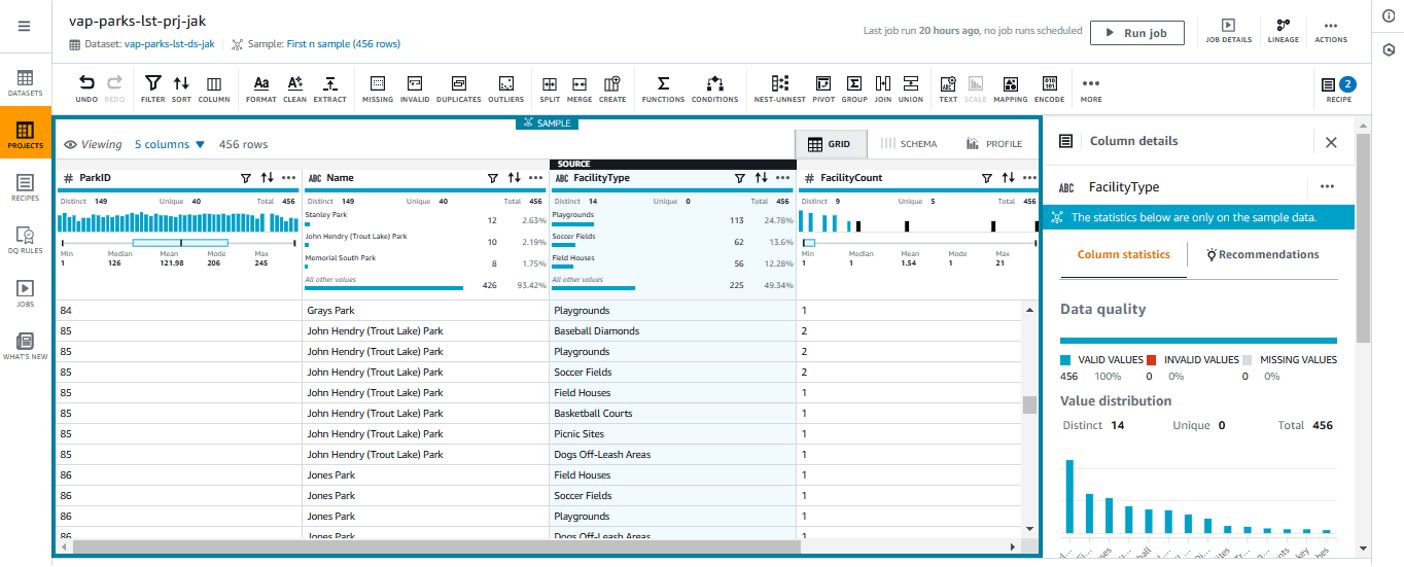 vap-parks-lst-prj-jak
Dataset: vap-parks-lst-ds-jak
Sample: First n sample (456 rows)
Last job run 20 hours ago, no job runs scheduled
Run job
JOB DETAILS
LINEAGE
ACTIONS
DATASETS
PROJECTS
RECIPES
DQ RULES
JOBS
WHAT'S NEW
UNDO
REDO
FILTER
SORT
COLUMN
FORMAT
CLEAN
EXTRACT
MISSING
INVALID
DUPLICATES
OUTLIERS
SPLIT
MERGE
CREATE
FUNCTIONS
CONDITIONS
NEST-UNNEST
PIVOT
GROUP
JOIN
UNION
TEXT
SCALE
MAPPING
ENCODE
MORE
RECIPE
2
SAMPLE
Viewing 5 columns 456 rows
GRID
SCHEMA
PROFILE
SOURCE
# ParkID
ABC Name
ABC FacilityType
# FacilityCount
Distinct 149 Unique 40 Total 456
Min Median Mean Mode Max
1 126 121.98 206 245
Distinct 149 Unique 40 Total 456
Stanley Park 12 2.63%
John Hendry (Trout Lake) Park 10 2.19%
Memorial South Park 8 1.75%
All other values 426 93.42%
Distinct 14 Unique 0 Total 456
Playgrounds 113 24.78%
Soccer Fields 62 13.6%
Field Houses 56 12.28%
All other values 225 49.34%
Distinct 9 Unique 5 Total 456
Min Median Mean Mode Max
1 1 1.54 1 21
84 Grays Park Playgrounds 1
85 John Hendry (Trout Lake) Park Baseball Diamonds 2
85 John Hendry (Trout Lake) Park Playgrounds 2
85 John Hendry (Trout Lake) Park Soccer Fields 2
85 John Hendry (Trout Lake) Park Field Houses 1
85 John Hendry (Trout Lake) Park Basketball Courts 1
85 John Hendry (Trout Lake) Park Picnic Sites 1
85 John Hendry (Trout Lake) Park Dogs Off-Leash Areas 1
86 Jones Park Field Houses 1
86 Jones Park Soccer Fields 1
86 Jones Park Playgrounds 1
86 Jones Park Dogs Off-Leash Areas 1
Column details
ABC FacilityType
The statistics below are only on the sample data.
Column statistics
Recommendations
Data quality
VALID VALUES INVALID VALUES MISSING VALUES
456 100% 0 0% 0 0%
Value distribution
Distinct 14 Unique 0 Total 456